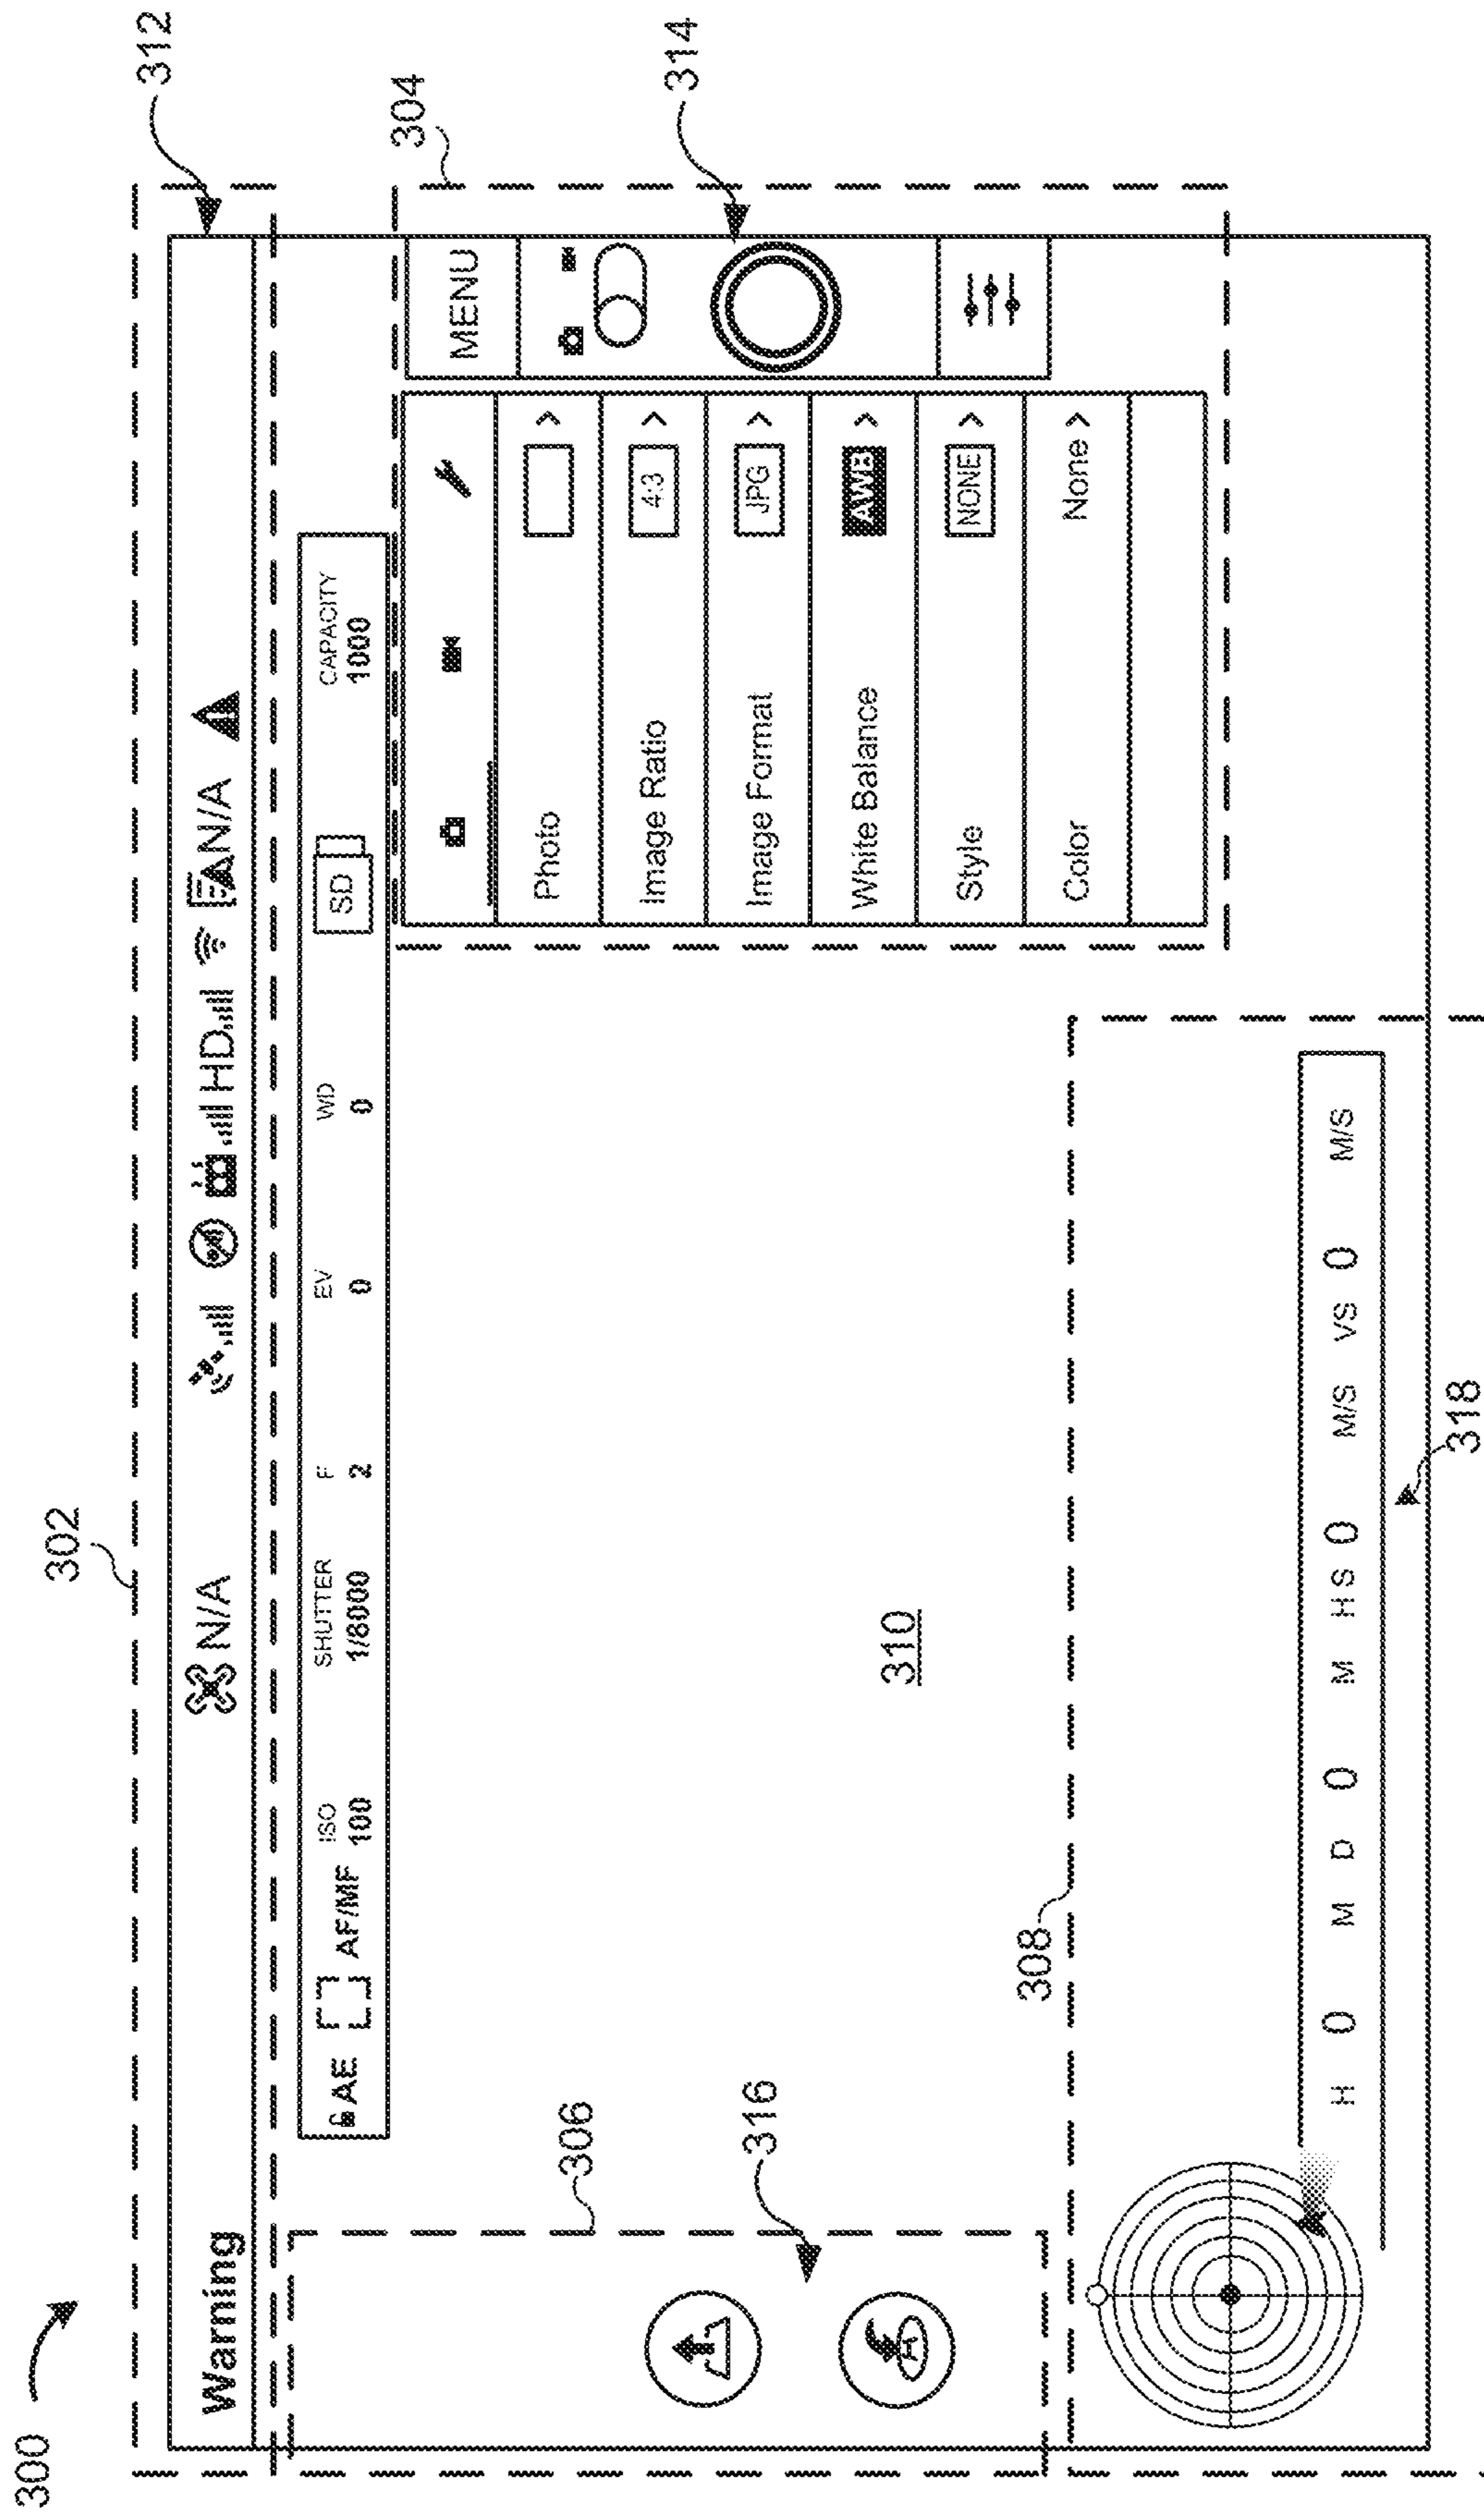 300
302
312
Warning
N/A
HD
N/A
304
AE
AF/MF
ISO
100
SHUTTER
1/8000
F
2
EV
0
WD
0
SD
CAPACITY
1000
MENU
306
Photo
Image Ratio 4:3
Image Format JPG
314
316
White Balance AWB
310
Style NONE
Color None
308
H 0 M D 0 M HS 0 M/S VS 0 M/S
318